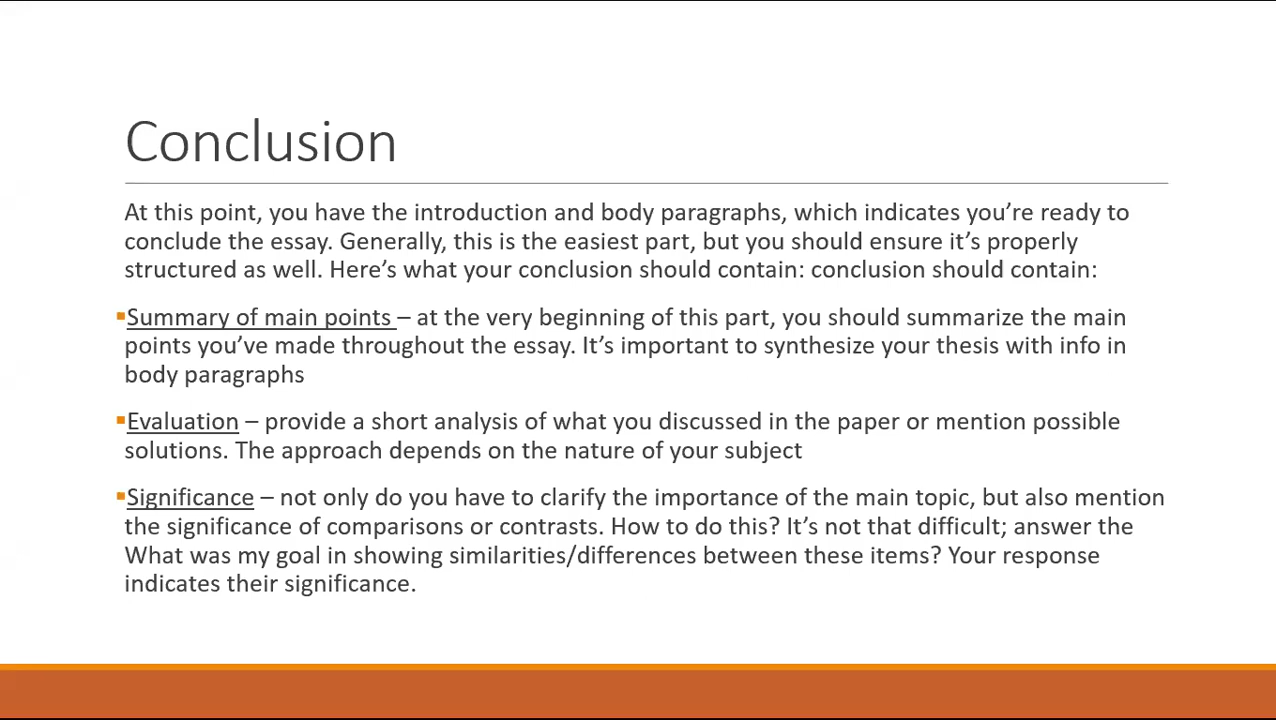 Conclusion
At this point, you have the introduction and body paragraphs, which indicates you’re ready to
conclude the essay. Generally, this is the easiest part, but you should ensure it’s properly
structured as well. Here’s what your conclusion should contain: conclusion should contain:
▪Summary of main points – at the very beginning of this part, you should summarize the main
points you’ve made throughout the essay. It’s important to synthesize your thesis with info in
body paragraphs
▪Evaluation – provide a short analysis of what you discussed in the paper or mention possible
solutions. The approach depends on the nature of your subject
▪Significance – not only do you have to clarify the importance of the main topic, but also mention
the significance of comparisons or contrasts. How to do this? It’s not that difficult; answer the
What was my goal in showing similarities/differences between these items? Your response
indicates their significance.